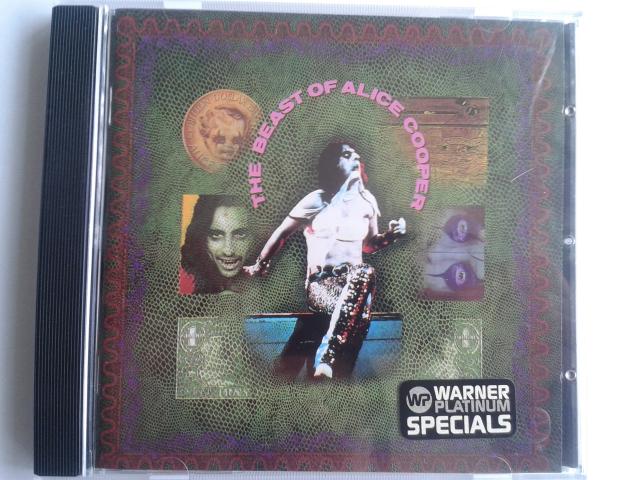 THE BEAST OF ALICE COOPER
WP WARNER
PLATINUM
SPECIALS